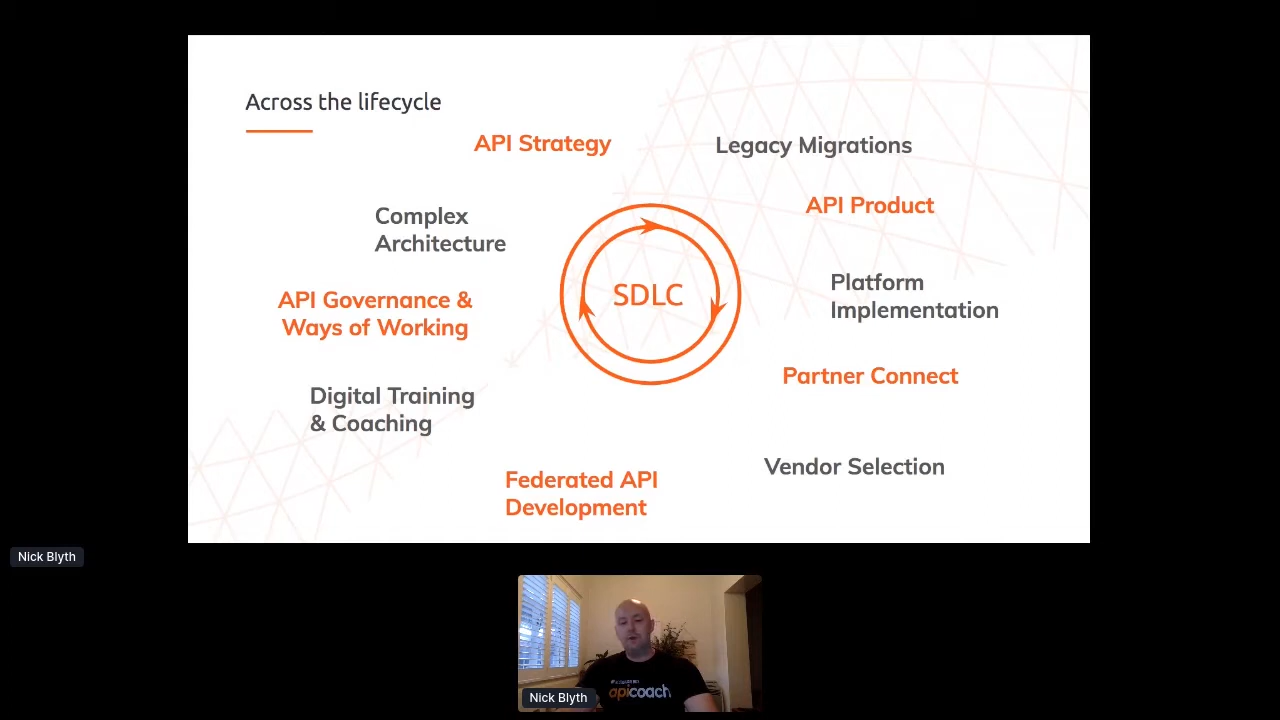 Across the lifecycle
API Strategy
Legacy Migrations
API Product
Complex
Architecture
SDLC
Platform
Implementation
API Governance &
Ways of Working
Partner Connect
Digital Training
& Coaching
Vendor Selection
Federated API
Development
Nick Blyth
apicoach
Nick Blyth